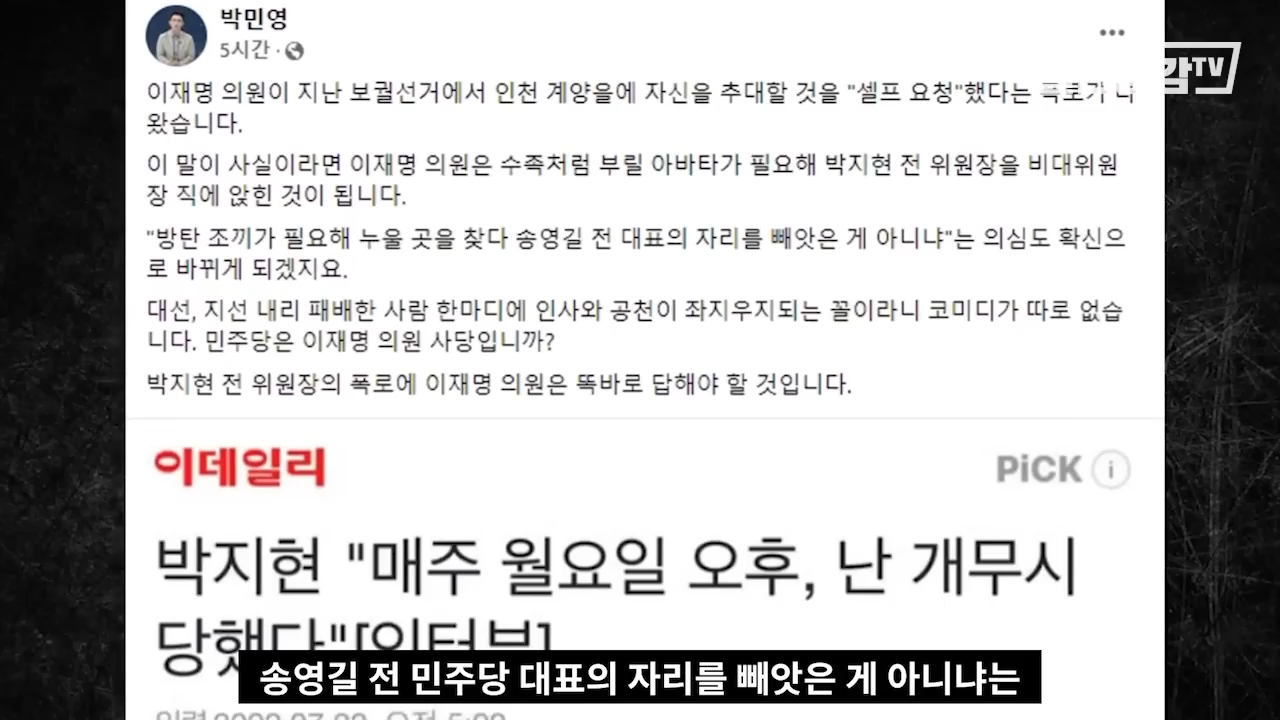 박민영
5시간
갑TV
이재명 의원이 지난 보궐선거에서 인천 계양을에 자신을 추대할 것을 "셀프 요청"했다는 폭로가 나
왔습니다.
이 말이 사실이라면 이재명 의원은 수족처럼 부릴 아바타가 필요해 박지현 전 위원장을 비대위원
장 직에 앉힌 것이 됩니다.
"방탄 조끼가 필요해 누울 곳을 찾다 송영길 전 대표의 자리를 빼앗은 게 아니냐"는 의심도 확신으
로 바뀌게 되겠지요.
대선, 지선 내리 패배한 사람 한마디에 인사와 공천이 좌지우지되는 꼴이라니 코미디가 따로 없습
니다. 민주당은 이재명 의원 사당입니까?
박지현 전 위원장의 폭로에 이재명 의원은 똑바로 답해야 할 것입니다.
이데일리
PiCK i
박지현 "매주 월요일 오후, 난 개무시
당했다"[인터뷰]
송영길 전 민주당 대표의 자리를 빼앗은 게 아니냐는